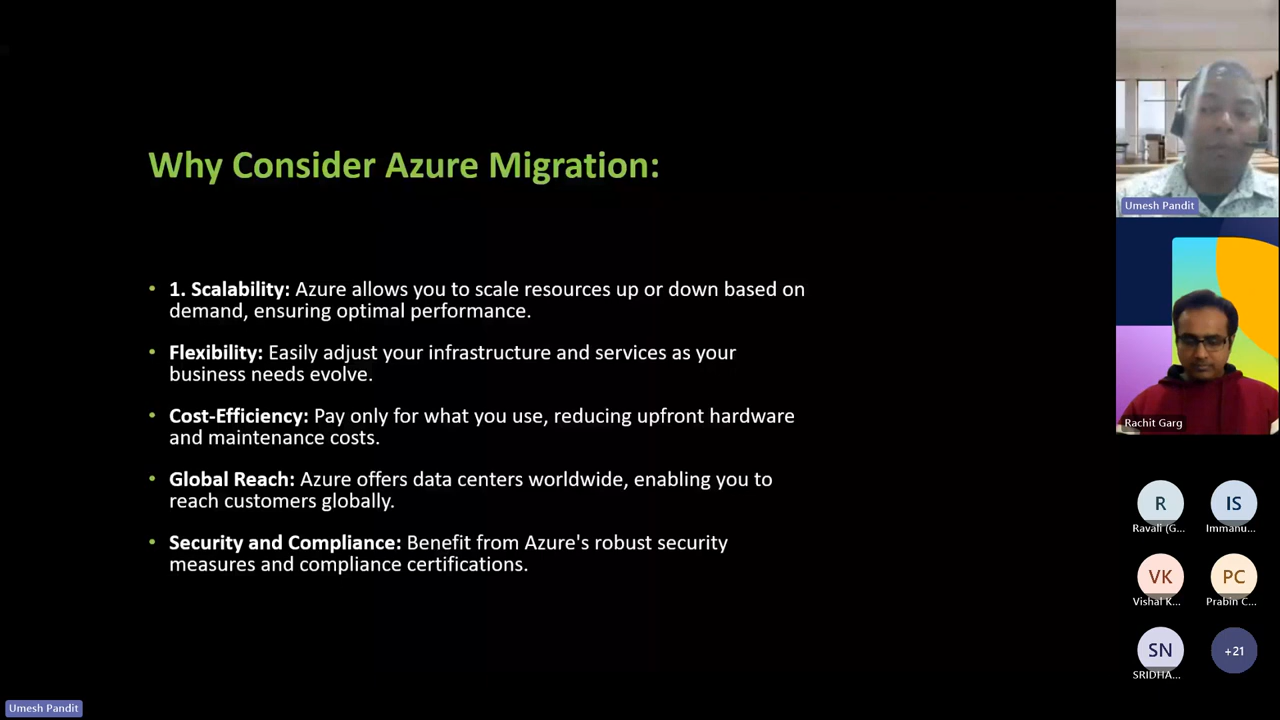 Why Consider Azure Migration:
• 1. Scalability: Azure allows you to scale resources up or down based on
demand, ensuring optimal performance.
• Flexibility: Easily adjust your infrastructure and services as your
business needs evolve.
• Cost-Efficiency: Pay only for what you use, reducing upfront hardware
and maintenance costs.
• Global Reach: Azure offers data centers worldwide, enabling you to
reach customers globally.
• Security and Compliance: Benefit from Azure's robust security
measures and compliance certifications.
Umesh Pandit
Umesh Pandit
Rachit Garg
R
Ravali (G...
IS
Immanu...
VK
Vishal K...
PC
Prabin C...
SN
SRIDHA...
+21